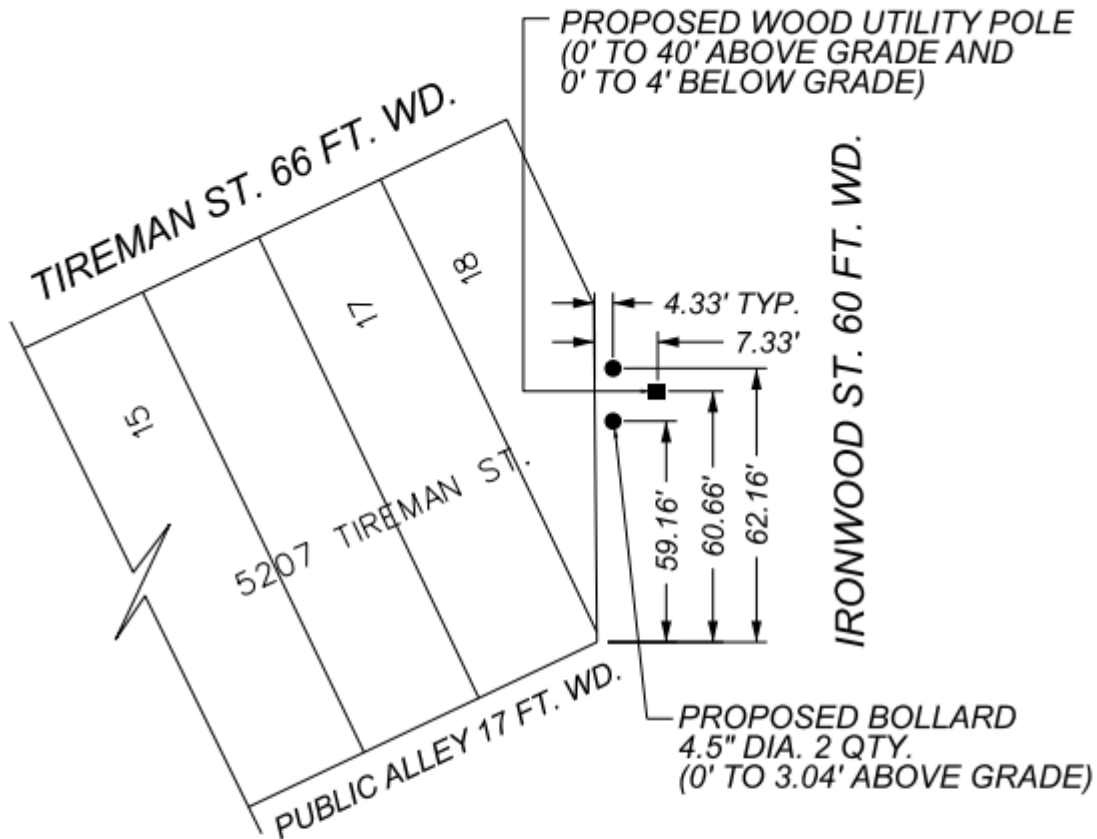 PROPOSED WOOD UTILITY POLE
(0' TO 40' ABOVE GRADE AND
0' TO 4' BELOW GRADE)
TIREMAN ST. 66 FT. WD.
IRONWOOD ST. 60 FT. WD.
18
17
15
4.33' TYP.
7.33'
5207 TIREMAN ST.
59.16'
60.66'
62.16'
PUBLIC ALLEY 17 FT. WD.
PROPOSED BOLLARD
4.5" DIA. 2 QTY.
(0' TO 3.04' ABOVE GRADE)